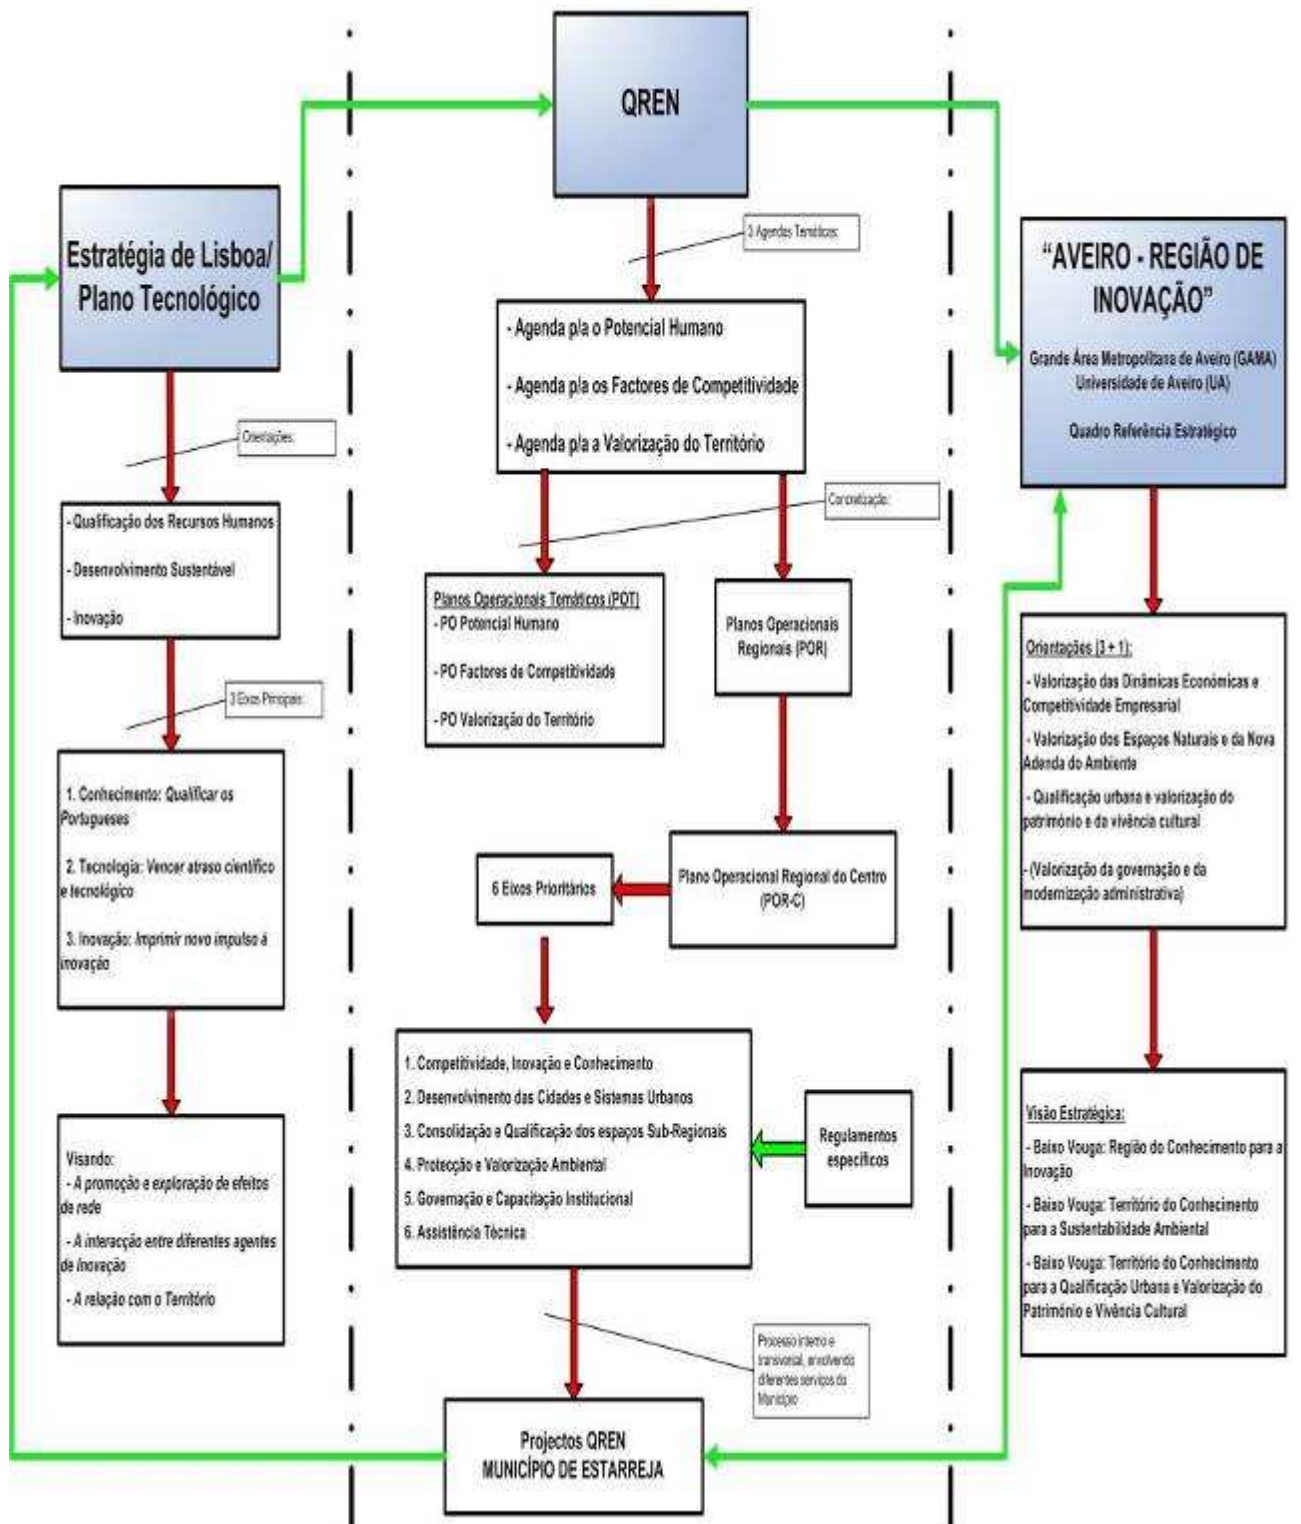 Estratégia de Lisboa/
Plano Tecnológico
Orientações:
- Qualificação dos Recursos Humanos
- Desenvolvimento Sustentável
- Inovação
3 Eixos Principais:
1. Conhecimento: Qualificar os
Portugueses
2. Tecnologia: Vencer atraso científico
e tecnológico
3. Inovação: Imprimir novo impulso à
inovação
Visando:
- A promoção e exploração de efeitos
de rede
- A interacção entre diferentes agentes
de Inovação
- A relação com o Território
QREN
3 Agendas Temáticas:
- Agenda p/a o Potencial Humano
- Agenda p/a os Factores de Competitividade
- Agenda p/a a Valorização do Território
Concretização:
Planos Operacionais Temáticos (POT)
- PO Potencial Humano
- PO Factores de Competitividade
- PO Valorização do Território
Planos Operacionais
Regionais (POR)
Plano Operacional Regional do Centro
(POR-C)
6 Eixos Prioritários
1. Competitividade, Inovação e Conhecimento
2. Desenvolvimento das Cidades e Sistemas Urbanos
3. Consolidação e Qualificação dos espaços Sub-Regionais
4. Protecção e Valorização Ambiental
5. Governação e Capacitação Institucional
6. Assistência Técnica
Regulamentos
específicos
Processo interno e
transversal, envolvendo
diferentes serviços do
Município
Projectos QREN
MUNICÍPIO DE ESTARREJA
“AVEIRO - REGIÃO DE
INOVAÇÃO”
Grande Área Metropolitana de Aveiro (GAMA)
Universidade de Aveiro (UA)
Quadro Referência Estratégico
Orientações (3 + 1):
- Valorização das Dinâmicas Económicas e
Competitividade Empresarial
- Valorização dos Espaços Naturais e da Nova
Adenda do Ambiente
- Qualificação urbana e valorização do
património e da vivência cultural
- (Valorização da governação e da
modernização administrativa)
Visão Estratégica:
- Baixo Vouga: Região do Conhecimento para a
Inovação
- Baixo Vouga: Território do Conhecimento
para a Sustentabilidade Ambiental
- Baixo Vouga: Território do Conhecimento
para a Qualificação Urbana e Valorização do
Património e Vivência Cultural